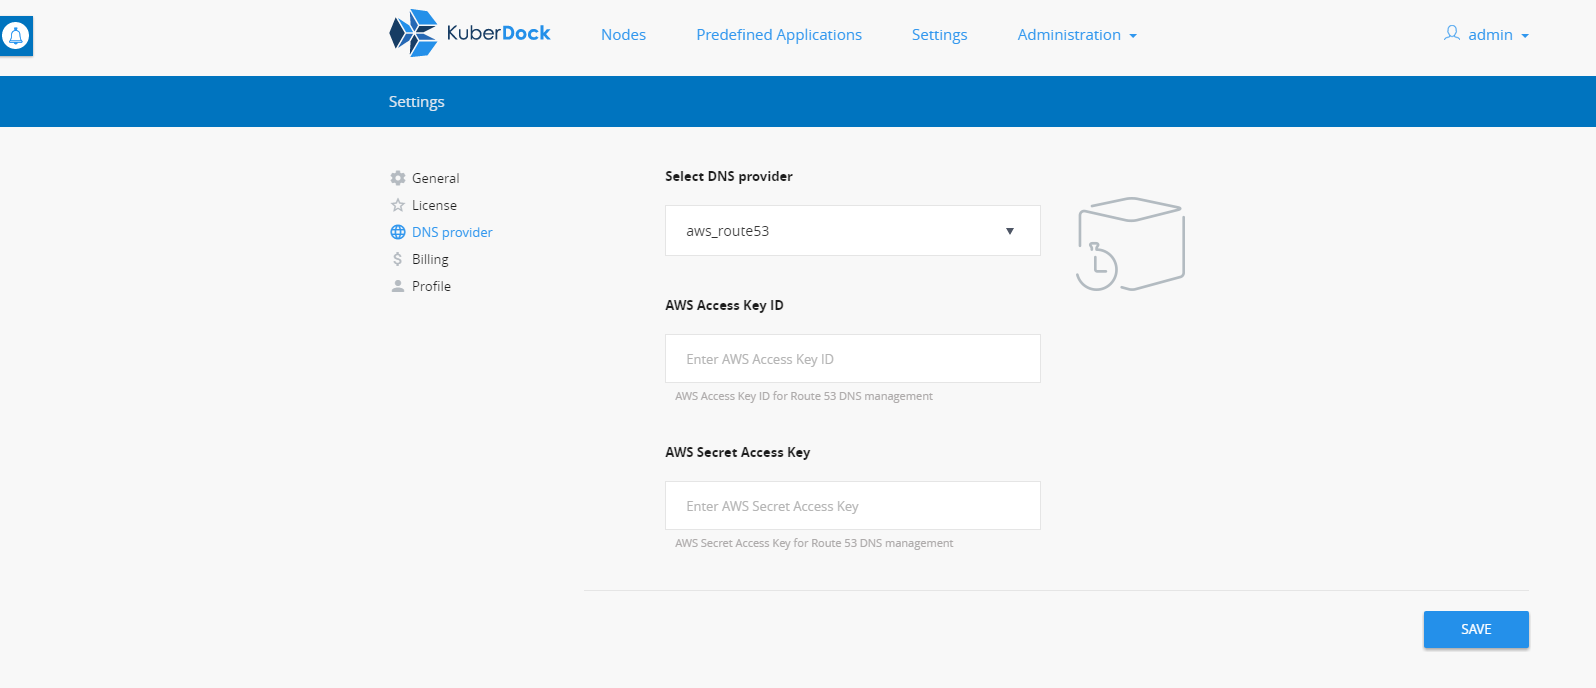 KuberDock
Nodes
Predefined Applications
Settings
Administration
admin
Settings
General
License
DNS provider
Billing
Profile
Select DNS provider
aws_route53
AWS Access Key ID
Enter AWS Access Key ID
AWS Access Key ID for Route 53 DNS management
AWS Secret Access Key
Enter AWS Secret Access Key
AWS Secret Access Key for Route 53 DNS management
SAVE